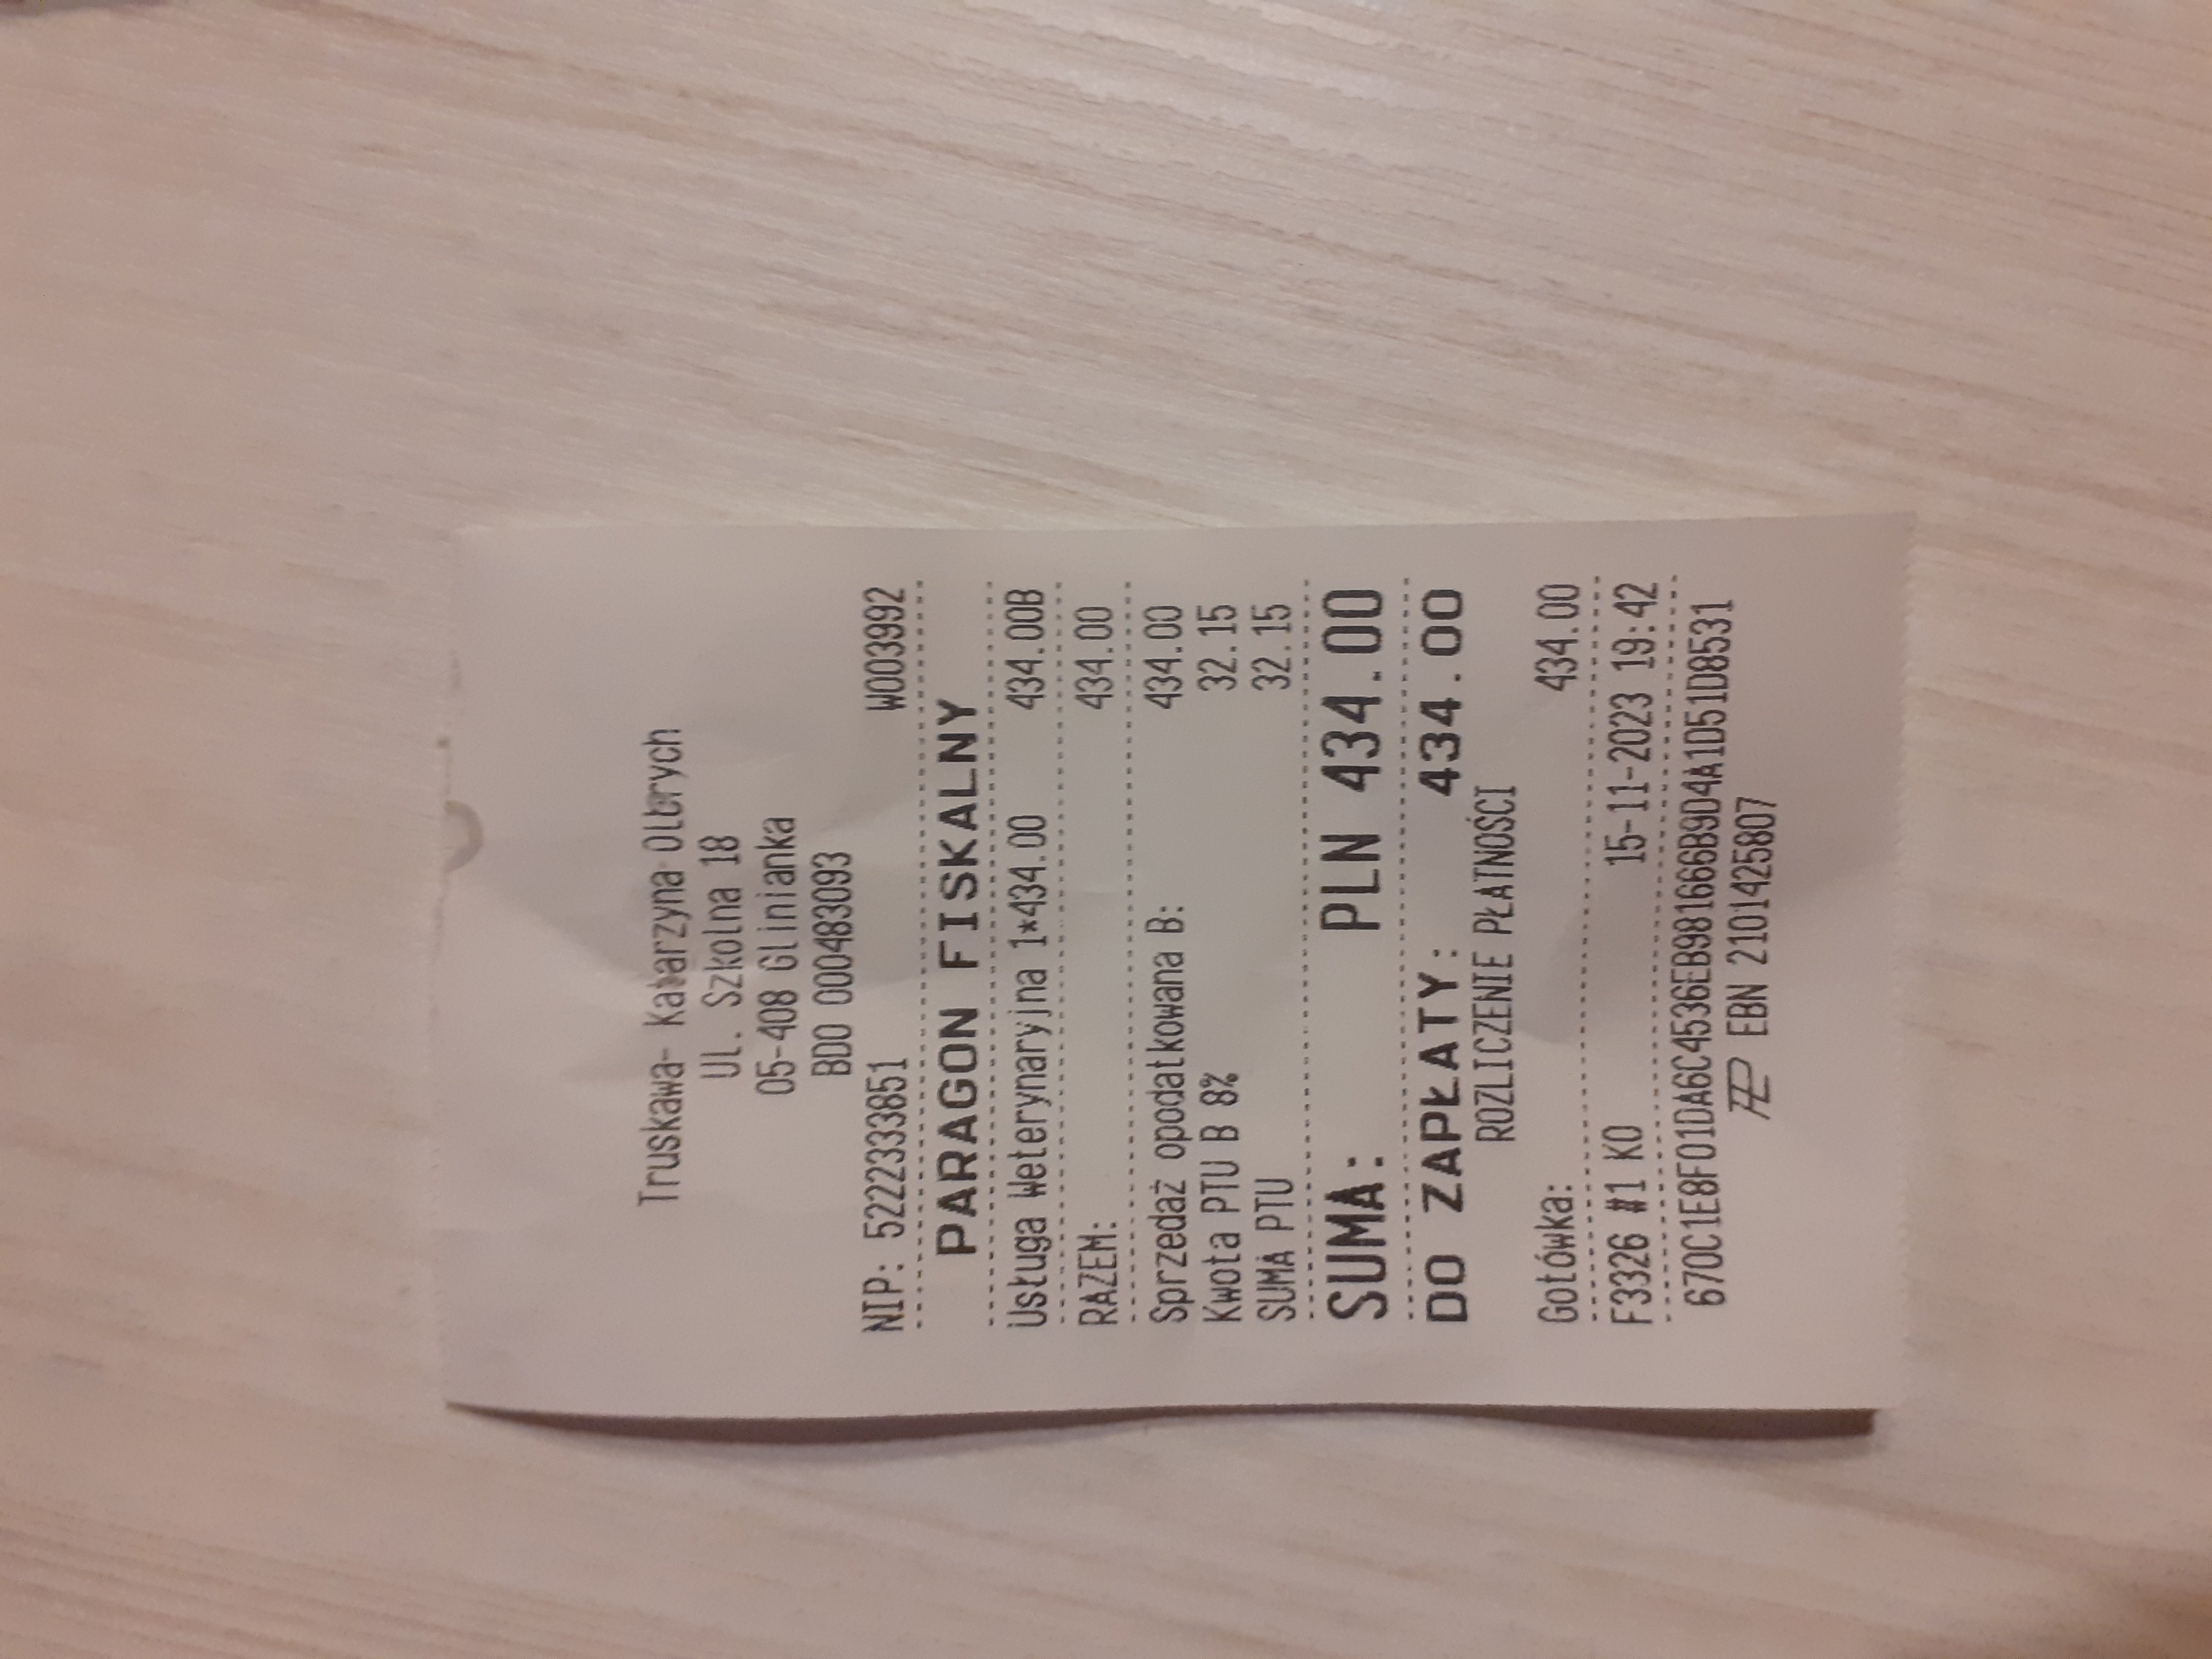 Truskawa- Katarzyna Olbrych
Ul. Szkolna 18
05-408 Glinianka
BDO 000483093
NIP: 5222333851 W003992
PARAGON FISKALNY
Usługa Weterynaryjna 1*434.00 434.00B
RAZEM: 434.00
Sprzedaż opodatkowana B: 434.00
Kwota PTU B 8% 32.15
SUMA PTU 32.15
SUMA: PLN 434.00
DO ZAPŁATY: 434.00
ROZLICZENIE PŁATNOŚCI
Gotówka: 434.00
F3326 #1 KO 15-11-2023 19:42
670C1E8F01DA6C4536EB98166B9D4A1D51D8531
EBN 2101425807